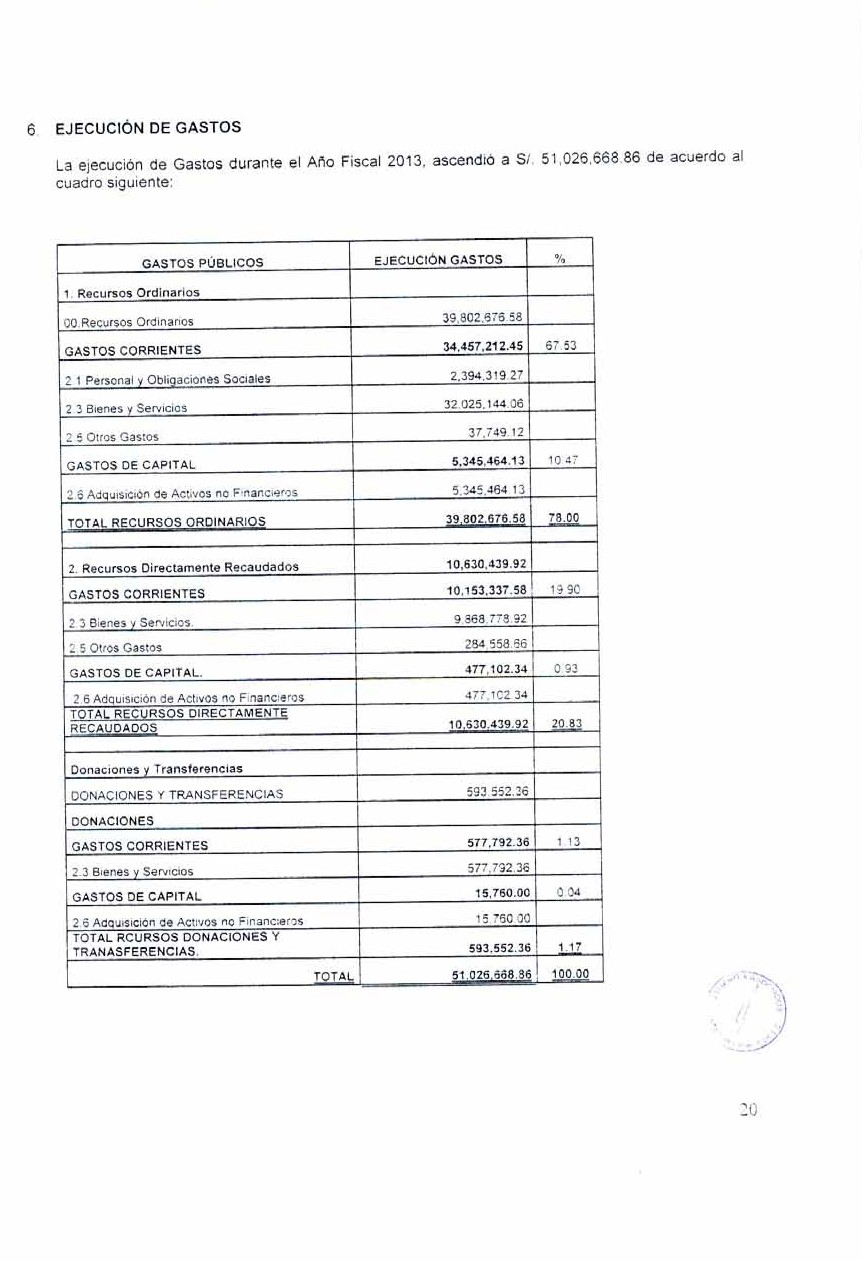 6. EJECUCIÓN DE GASTOS
La ejecución de Gastos durante el Año Fiscal 2013, ascendió a S/. 51,026,668.86 de acuerdo al
cuadro siguiente:
GASTOS PÚBLICOS EJECUCIÓN GASTOS %
1. Recursos Ordinarios
00.Recursos Ordinarios 39,802,676.58
GASTOS CORRIENTES 34,457,212.45 67.53
2.1 Personal y Obligaciones Sociales 2,394,319.27
2.3 Bienes y Servicios 32,025,144.06
2.5 Otros Gastos 37,749.12
GASTOS DE CAPITAL 5,345,464.13 10.47
2.6 Adquisición de Activos no Financieros 5,345,464.13
TOTAL RECURSOS ORDINARIOS 39,802,676.58 78.00
2. Recursos Directamente Recaudados 10,630,439.92
GASTOS CORRIENTES 10,153,337.58 19.90
2.3 Bienes y Servicios. 9,868,778.92
2.5 Otros Gastos 284,558.66
GASTOS DE CAPITAL. 477,102.34 0.93
2.6 Adquisición de Activos no Financieros 477,102.34
TOTAL RECURSOS DIRECTAMENTE
RECAUDADOS 10,630,439.92 20.83
Donaciones y Transferencias
DONACIONES Y TRANSFERENCIAS 593,552.36
DONACIONES
GASTOS CORRIENTES 577,792.36 1.13
2.3 Bienes y Servicios 577,792.36
GASTOS DE CAPITAL 15,760.00 0.04
2.6 Adquisición de Activos no Financieros 15,760.00
TOTAL RCURSOS DONACIONES Y
TRANASFERENCIAS. 593,552.36 1.17
TOTAL 51,026,668.86 100.00
20